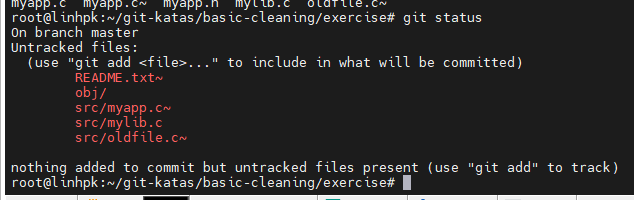 myapp.c  myapp.c~  myapp.h  mylib.c  oldfile.c~
root@linhpk:~/git-katas/basic-cleaning/exercise# git status
On branch master
Untracked files:
  (use "git add <file>..." to include in what will be committed)
        README.txt~
        obj/
        src/myapp.c~
        src/mylib.c
        src/oldfile.c~

nothing added to commit but untracked files present (use "git add" to track)
root@linhpk:~/git-katas/basic-cleaning/exercise#